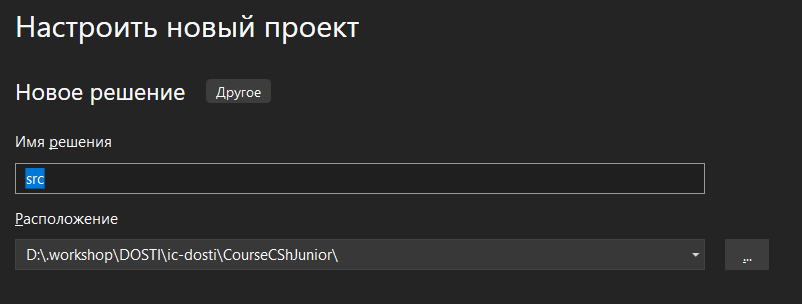 Настроить новый проект
Новое решение Другое
Имя решения
src
Расположение
D:\.workshop\DOSTI\ic-dosti\CourseCShJunior\ ...